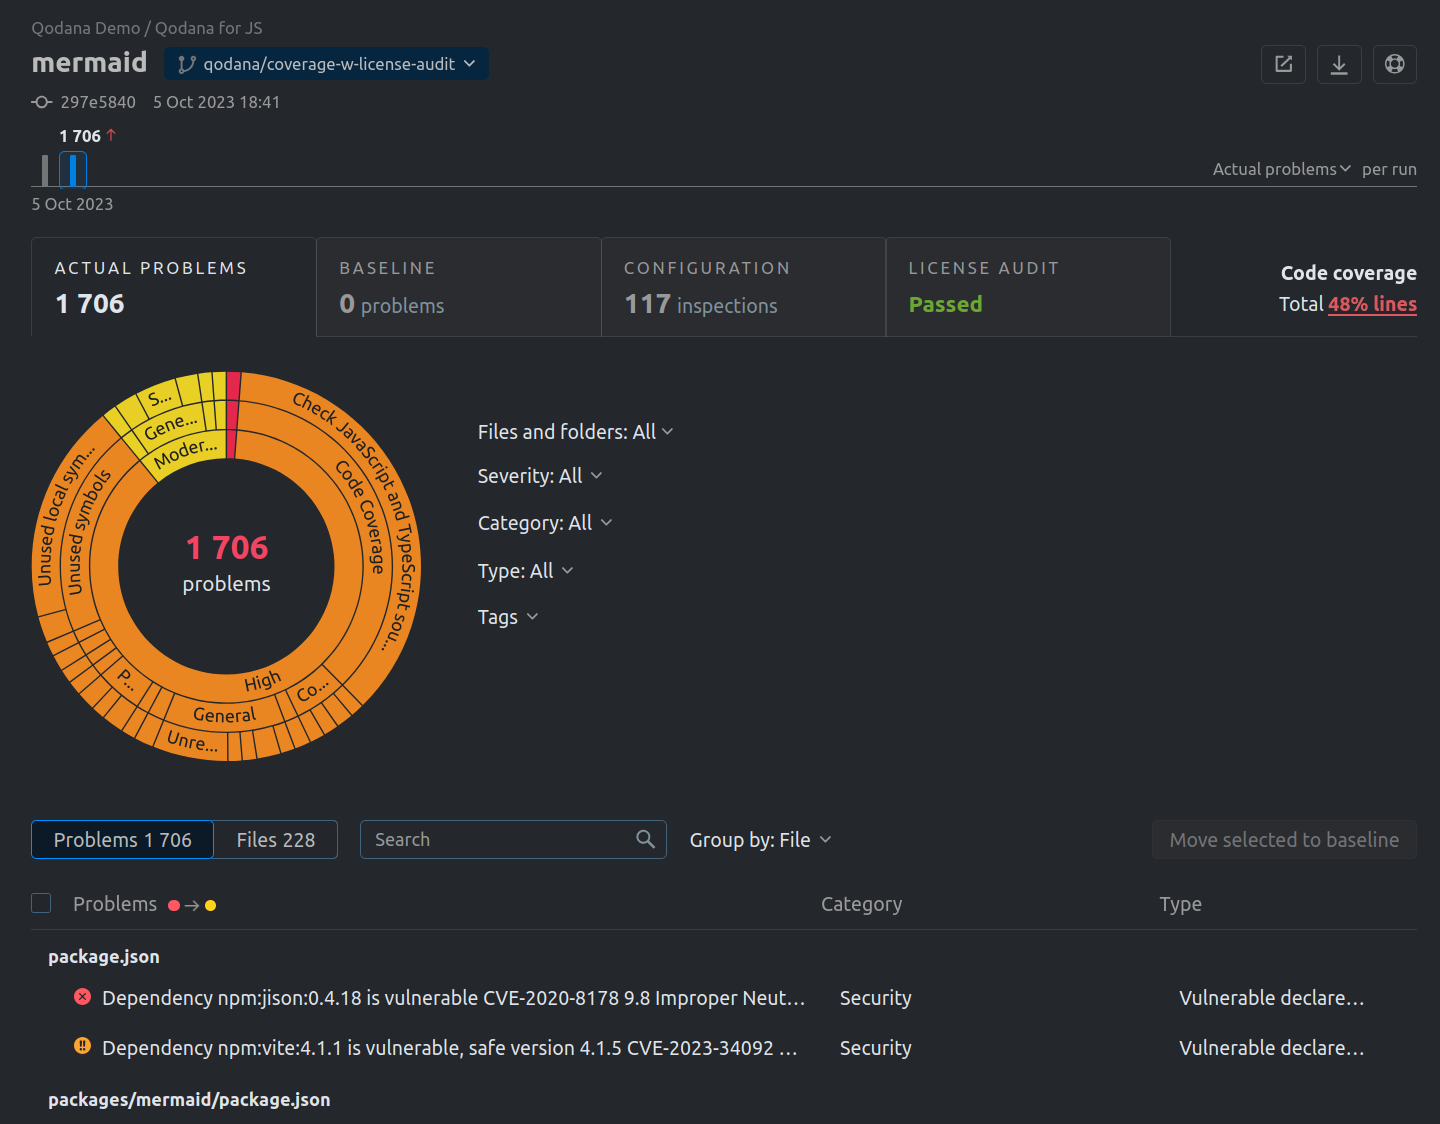 Qodana Demo / Qodana for JS
mermaid
qodana/coverage-w-license-audit
297e5840 5 Oct 2023 18:41
1 706 ↑
Actual problems per run
5 Oct 2023
ACTUAL PROBLEMS
1 706
BASELINE
0 problems
CONFIGURATION
117 inspections
LICENSE AUDIT
Passed
Code coverage
Total 48% lines
S...
Gene...
Moder...
Check JavaScript and TypeScript sou...
Code Coverage
Unused local sym...
Unused symbols
1 706
problems
High
P...
Co...
General
Unre...
Files and folders: All
Severity: All
Category: All
Type: All
Tags
Problems 1 706
Files 228
Search
Group by: File
Move selected to baseline
Problems → Category Type
package.json
Dependency npm:jison:0.4.18 is vulnerable CVE-2020-8178 9.8 Improper Neut... Security Vulnerable declare...
Dependency npm:vite:4.1.1 is vulnerable, safe version 4.1.5 CVE-2023-34092 ... Security Vulnerable declare...
packages/mermaid/package.json